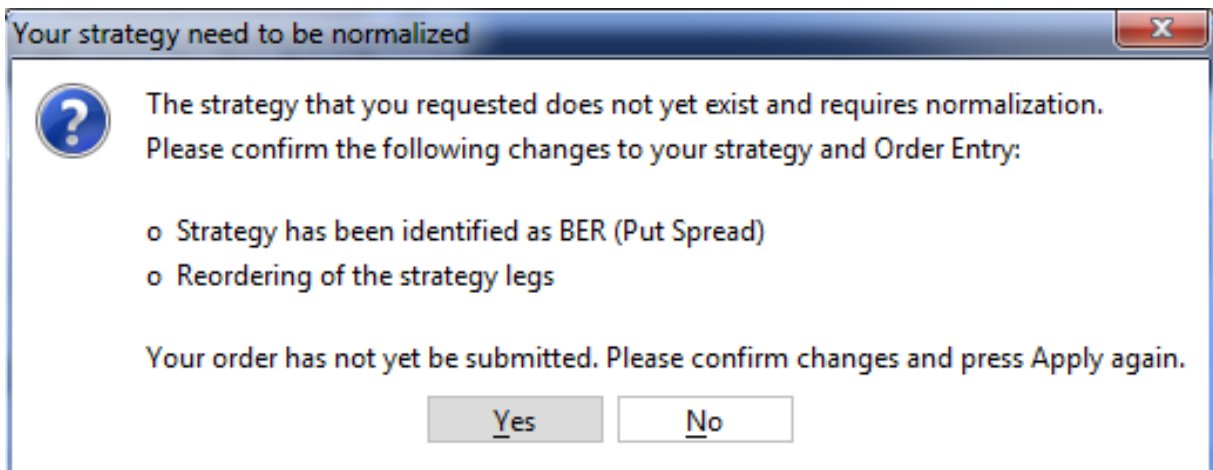 Your strategy need to be normalized
The strategy that you requested does not yet exist and requires normalization.
Please confirm the following changes to your strategy and Order Entry:
o Strategy has been identified as BER (Put Spread)
o Reordering of the strategy legs
Your order has not yet be submitted. Please confirm changes and press Apply again.
Yes No